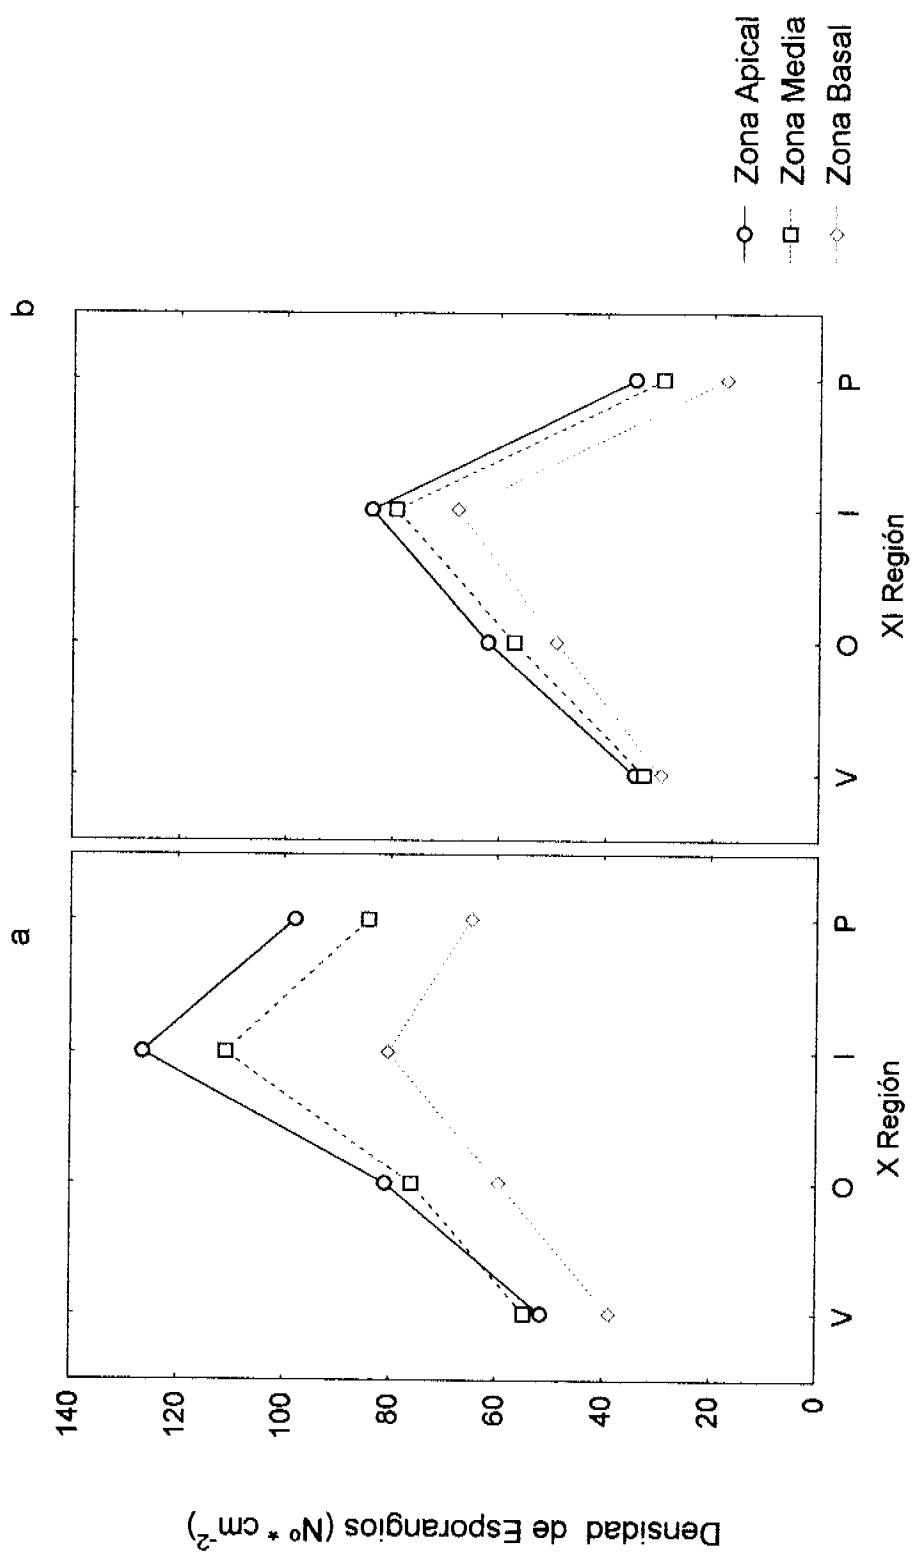 a
b
140
120
100
80
60
40
20
0
Densidad de Esporangios (Nº * cm-2)
V O I P
X Región
V O I P
XI Región
Zona Apical
Zona Media
Zona Basal